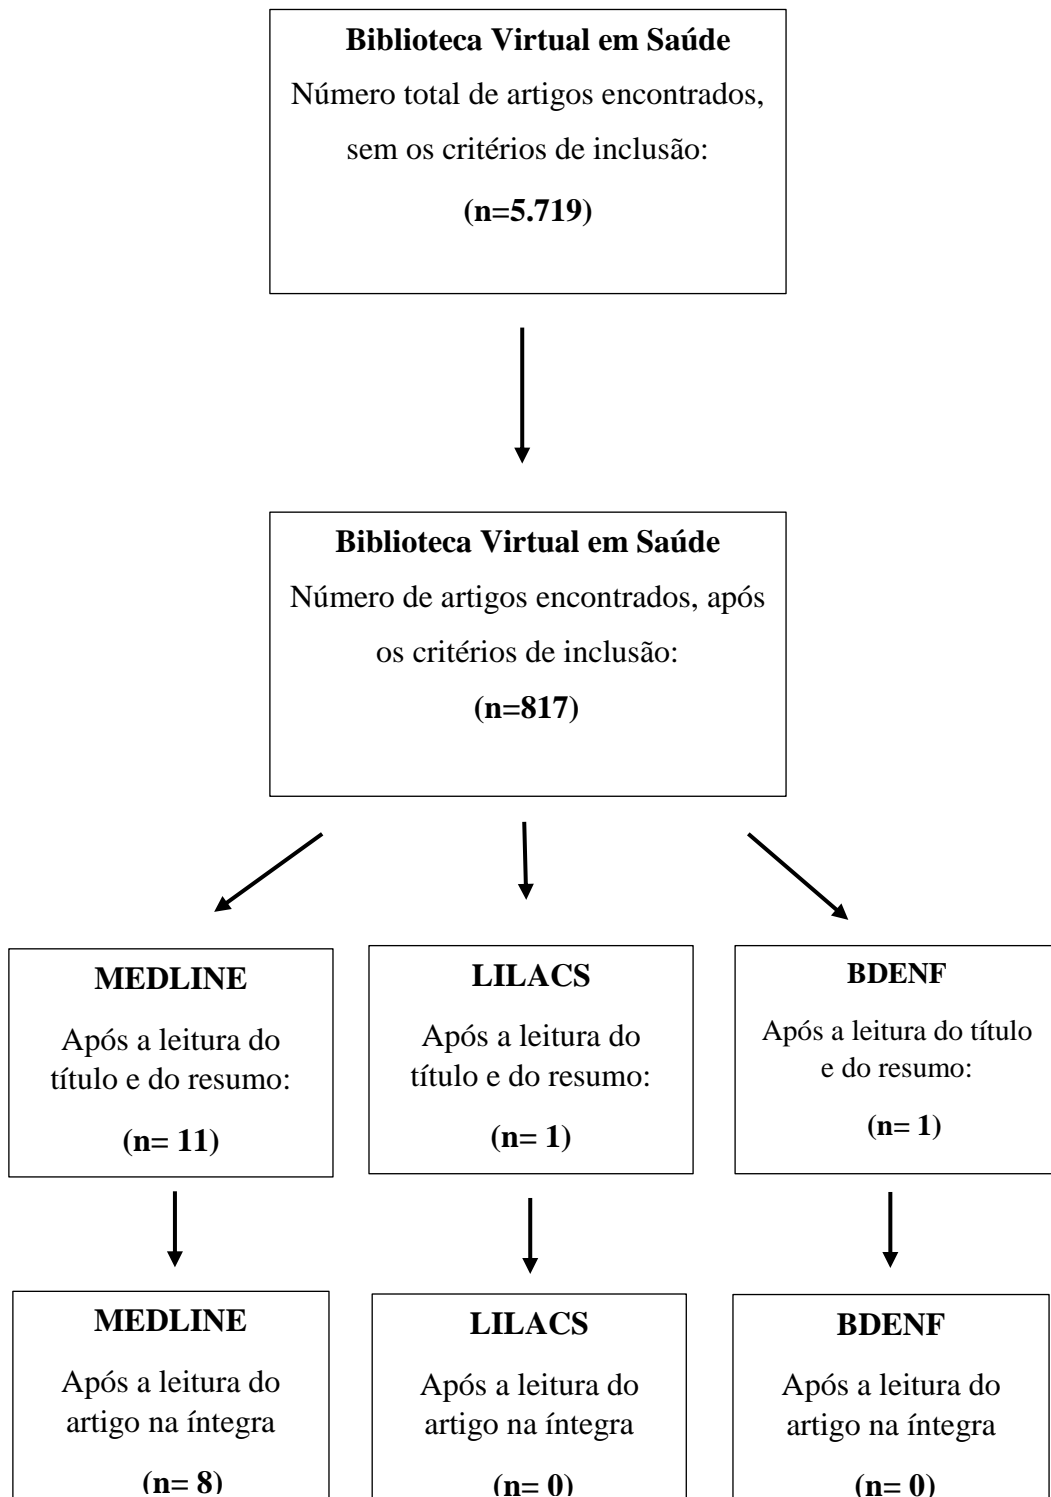 Biblioteca Virtual em Saúde
Número total de artigos encontrados,
sem os critérios de inclusão:
(n=5.719)
Biblioteca Virtual em Saúde
Número de artigos encontrados, após
os critérios de inclusão:
(n=817)
MEDLINE
Após a leitura do
título e do resumo:
(n= 11)
LILACS
Após a leitura do
título e do resumo:
(n= 1)
BDENF
Após a leitura do título
e do resumo:
(n= 1)
MEDLINE
Após a leitura do
artigo na íntegra
(n= 8)
LILACS
Após a leitura do
artigo na íntegra
(n= 0)
BDENF
Após a leitura do
artigo na íntegra
(n= 0)